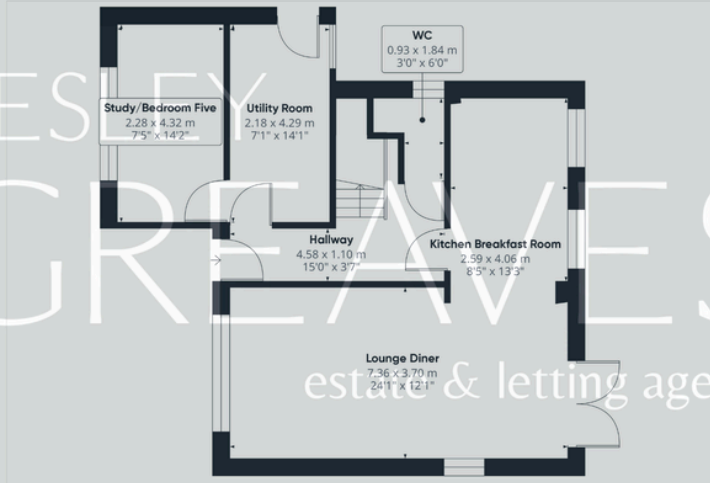 WC
0.93 x 1.84 m
3'0" x 6'0"
Study/Bedroom Five
2.28 x 4.32 m
7'5" x 14'2"
Utility Room
2.18 x 4.29 m
7'1" x 14'1"
ESLEY
GREAVES
Hallway
4.58 x 1.10 m
15'0" x 3'7"
Kitchen Breakfast Room
2.59 x 4.06 m
8'5" x 13'3"
Lounge Diner
7.36 x 3.70 m
24'1" x 12'1"
estate & letting age